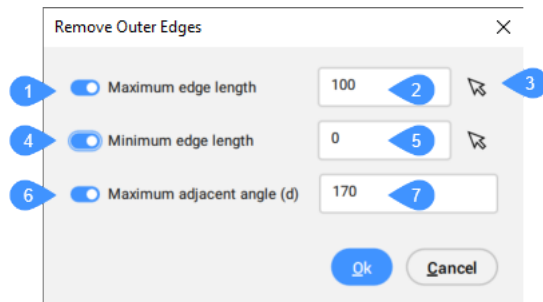 Remove Outer Edges
1 Maximum edge length 100 2 3
4 Minimum edge length 0 5
6 Maximum adjacent angle (d) 170 7
Ok Cancel